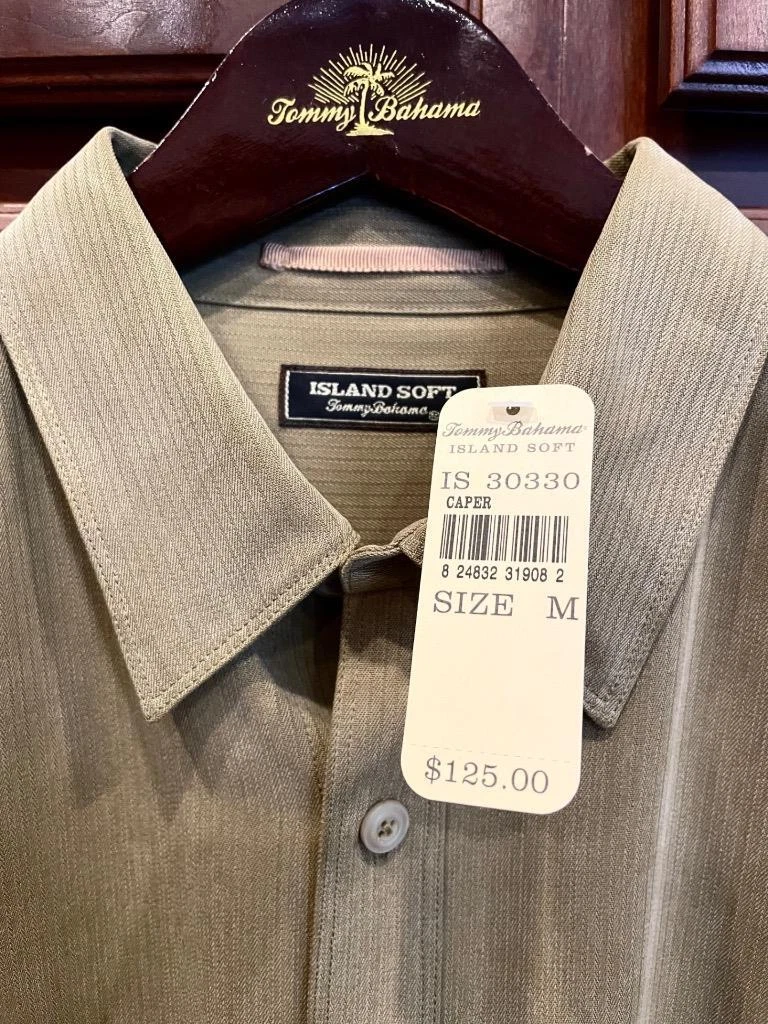 Tommy Bahama
ISLAND SOFT
Tommy Bahama
Tommy Bahama
ISLAND SOFT
IS 30330
CAPER
8 24832 31908 2
SIZE M
$125.00